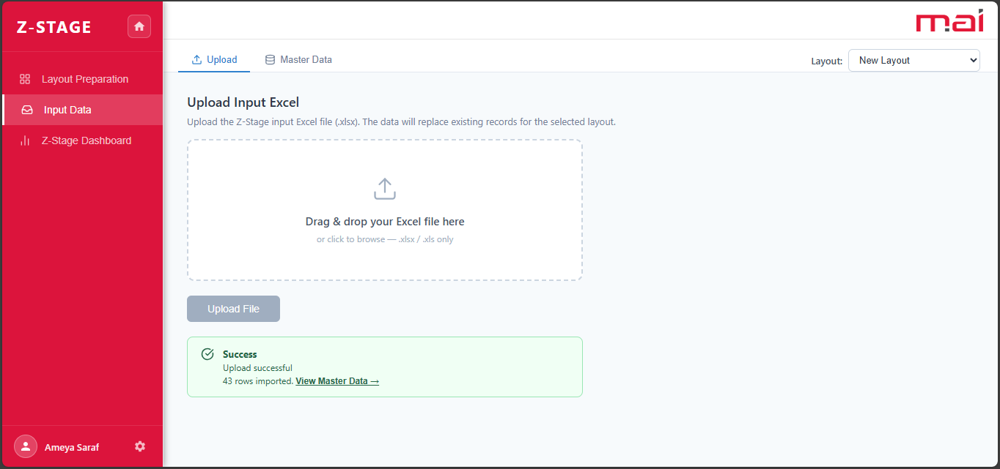 Z-STAGE
mai
Layout Preparation
Input Data
Z-Stage Dashboard
Ameya Saraf
Upload
Master Data
Layout:
New Layout
Upload Input Excel
Upload the Z-Stage input Excel file (.xlsx). The data will replace existing records for the selected layout.
Drag & drop your Excel file here
or click to browse — .xlsx / .xls only
Upload File
Success
Upload successful
43 rows imported. View Master Data →